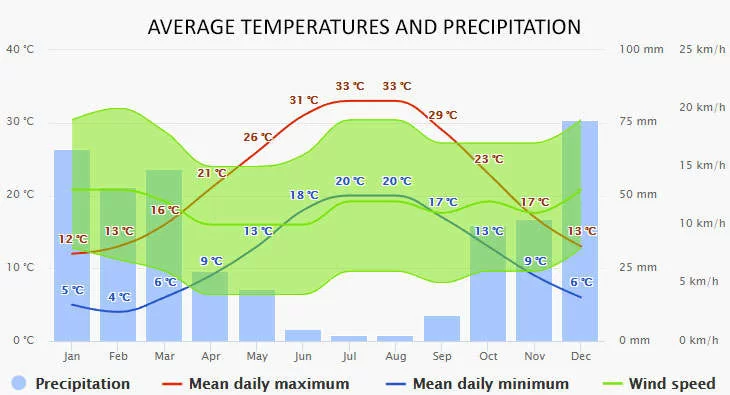 AVERAGE TEMPERATURES AND PRECIPITATION
40 °C 100 mm 25 km/h
33 °C 33 °C
31 °C
29 °C
30 °C 75 mm 20 km/h
26 °C
23 °C
21 °C
20 °C 20 °C
20 °C 50 mm 15 km/h
18 °C
16 °C 17 °C 17 °C
12 °C 13 °C 13 °C 13 °C 13 °C
10 km/h
9 °C 9 °C
10 °C 25 mm
5 °C 4 °C 6 °C 6 °C
5 km/h
0 °C 0 mm 0 km/h
Jan Feb Mar Apr May Jun Jul Aug Sep Oct Nov Dec
Precipitation Mean daily maximum Mean daily minimum Wind speed